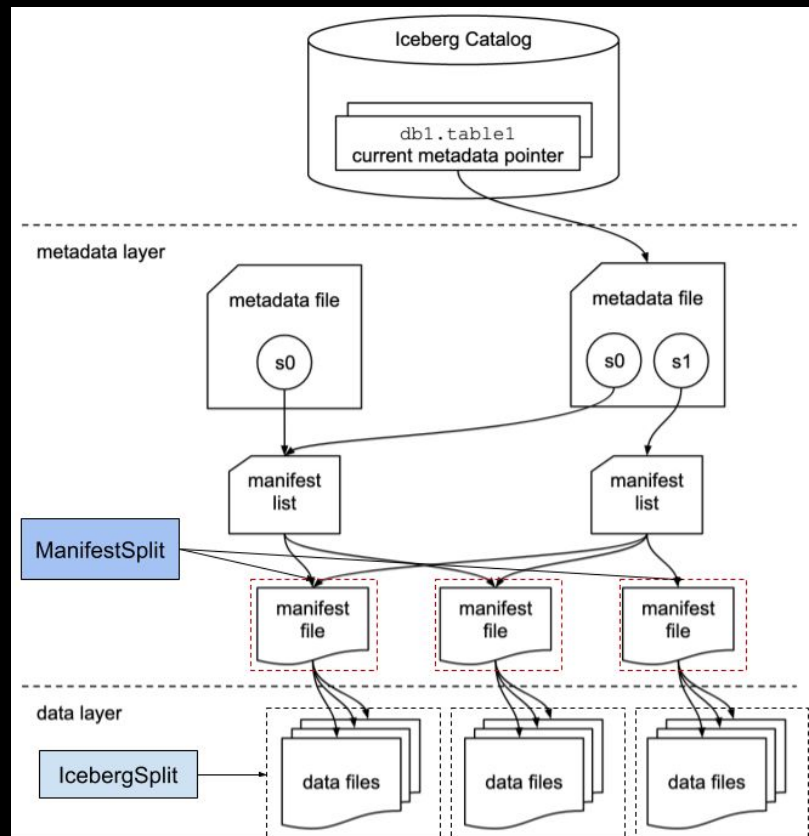 Iceberg Catalog
db1.table1
current metadata pointer
metadata layer
metadata file
metadata file
s0
s0
s1
manifest
list
manifest
list
ManifestSplit
manifest
file
manifest
file
manifest
file
data layer
IcebergSplit
data files
data files
data files